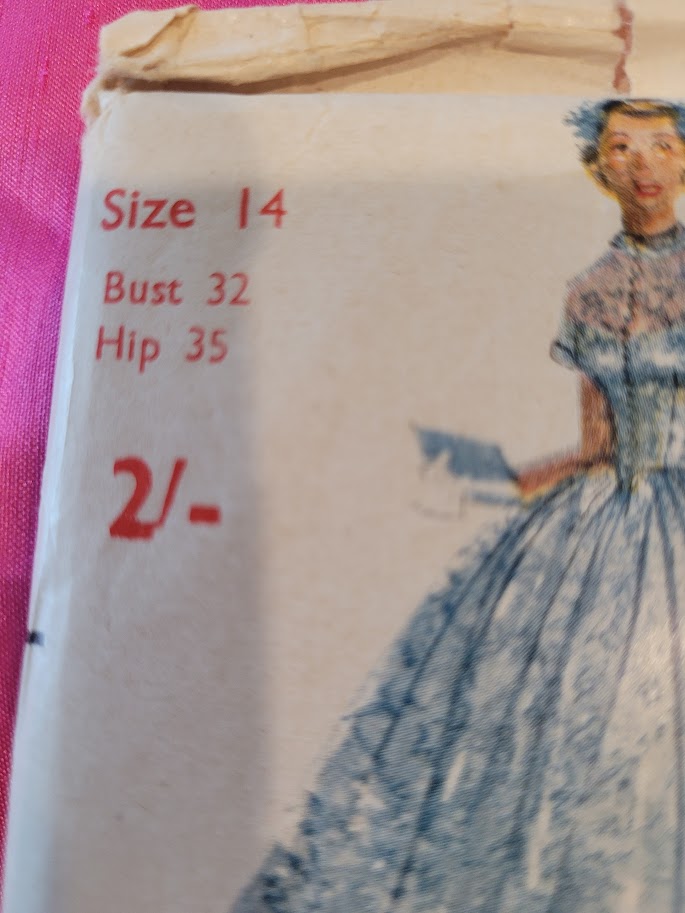 Size 14
Bust 32
Hip 35
2/-